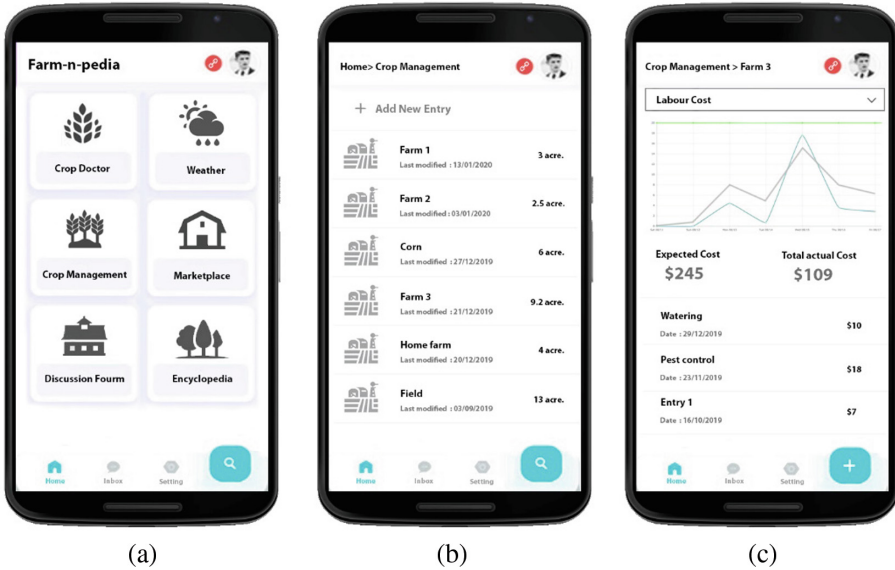 Farm-n-pedia
Crop Doctor
Weather
Crop Management
Marketplace
Discussion Fourm
Encyclopedia
Home
Inbox
Setting
(a)
Home> Crop Management
+ Add New Entry
Farm 1
Last modified : 13/01/2020
3 acre.
Farm 2
Last modified : 03/01/2020
2.5 acre.
Corn
Last modified : 27/12/2019
6 acre.
Farm 3
Last modified : 21/12/2019
9.2 acre.
Home farm
Last modified : 20/12/2019
4 acre.
Field
Last modified : 03/09/2019
13 acre.
Home
Inbox
Setting
(b)
Crop Management > Farm 3
Labour Cost
Expected Cost
$245
Total actual Cost
$109
Watering
Date : 29/12/2019
$10
Pest control
Date : 23/11/2019
$18
Entry 1
Date : 16/10/2019
$7
Home
Inbox
Setting
+
(c)